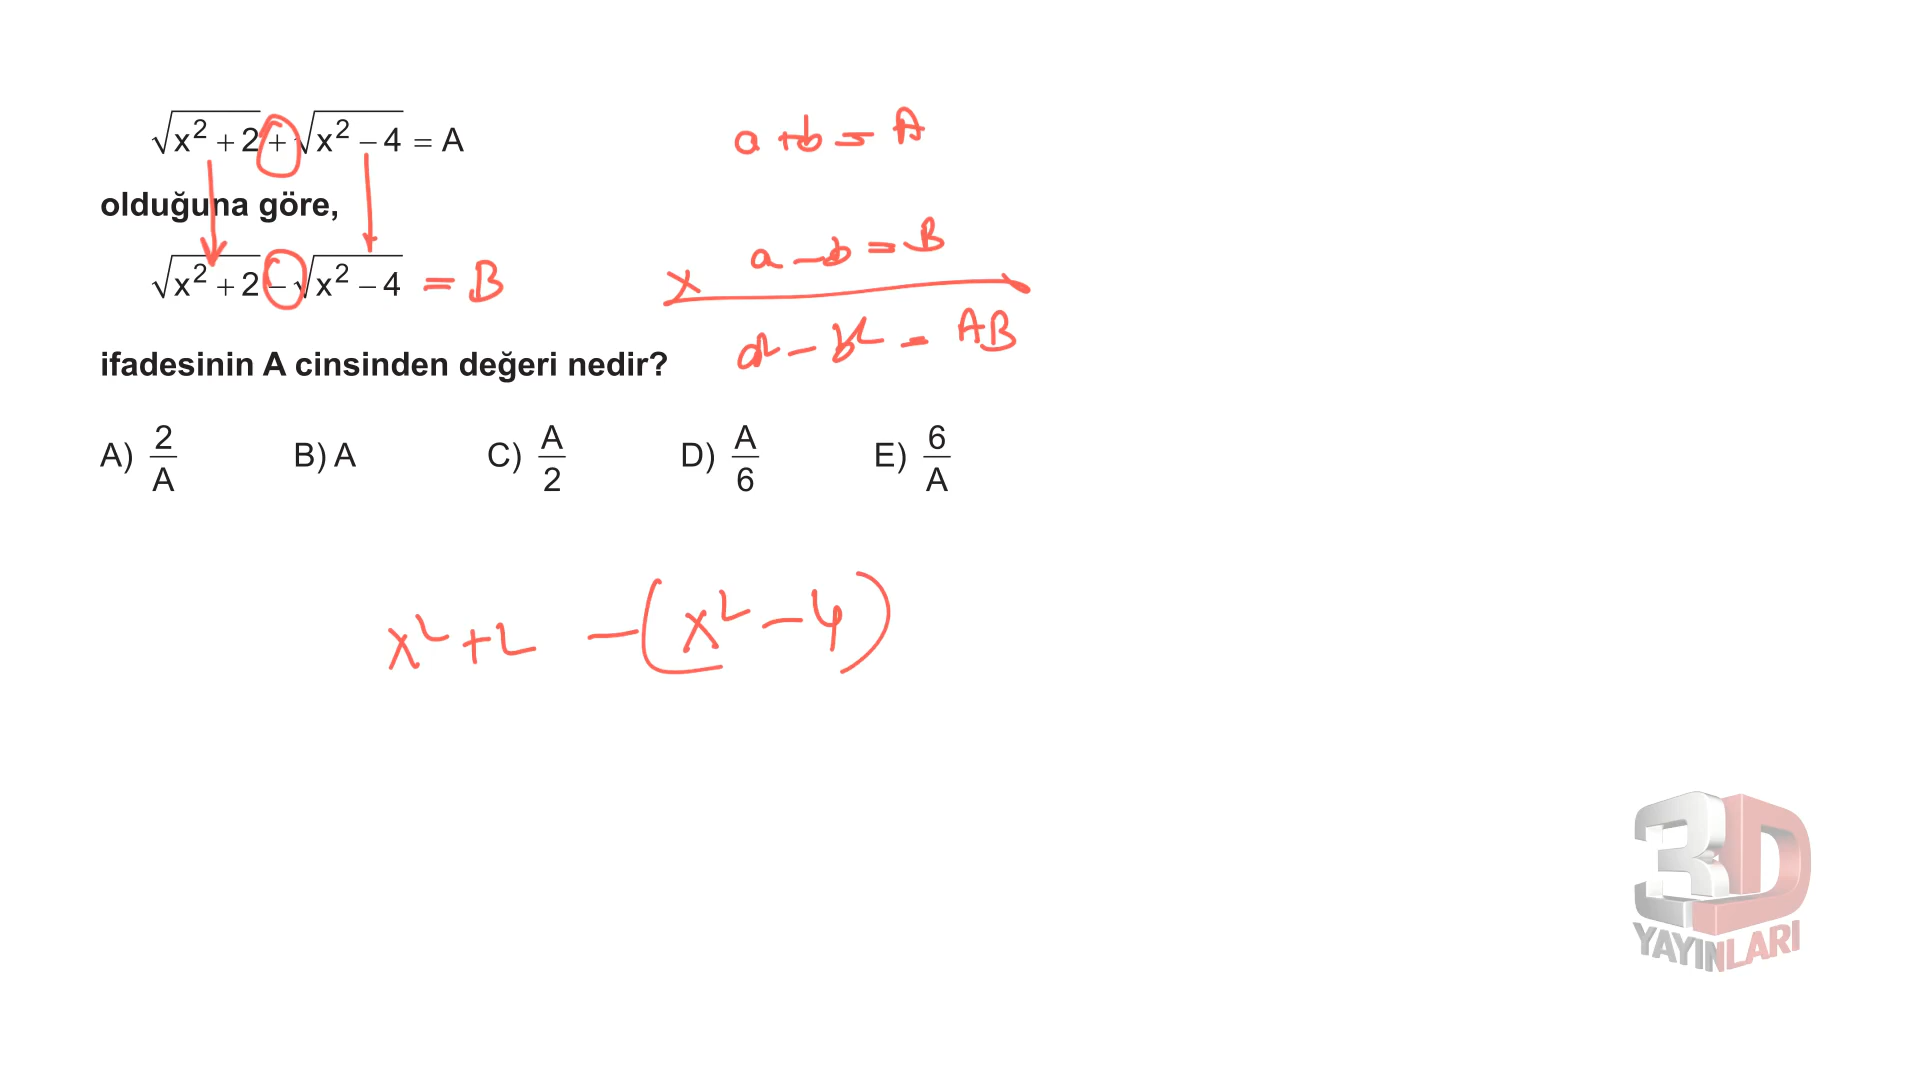 √x² + 2 + √x² − 4 = A
olduğuna göre,
√x² + 2 − √x² − 4 = B
ifadesinin A cinsinden değeri nedir?
A) 2/A B) A C) A/2 D) A/6 E) 6/A
a + b = A
a − b = B
x
a² − b² = AB
x² + 2 − (x² − 4)
3D
YAYINLARI